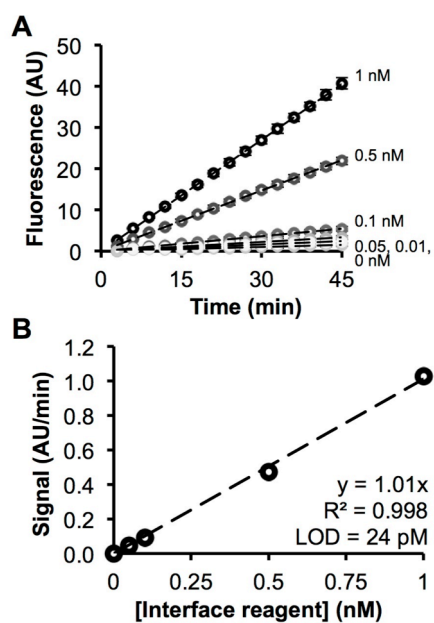 A
50
40
30
20
10
0
Fluorescence (AU)
1 nM
0.5 nM
0.1 nM
0.05, 0.01,
0 nM
0 15 30 45
Time (min)
B
1.2
1.0
0.8
0.6
0.4
0.2
0.0
Signal (AU/min)
y = 1.01x
R² = 0.998
LOD = 24 pM
0 0.25 0.5 0.75 1
[Interface reagent] (nM)